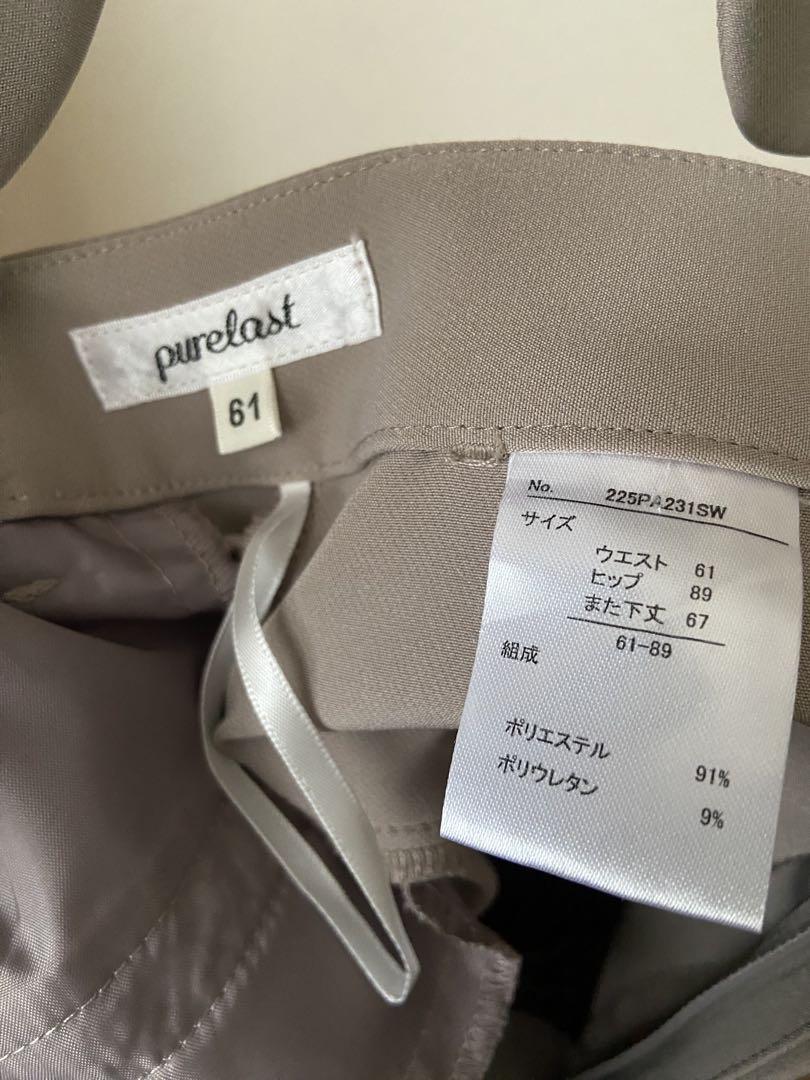 purelast
61
No. 225PA231SW
サイズ
ウエスト 61
ヒップ 89
また下丈 67
61-89
組成
ポリエステル 91%
ポリウレタン 9%